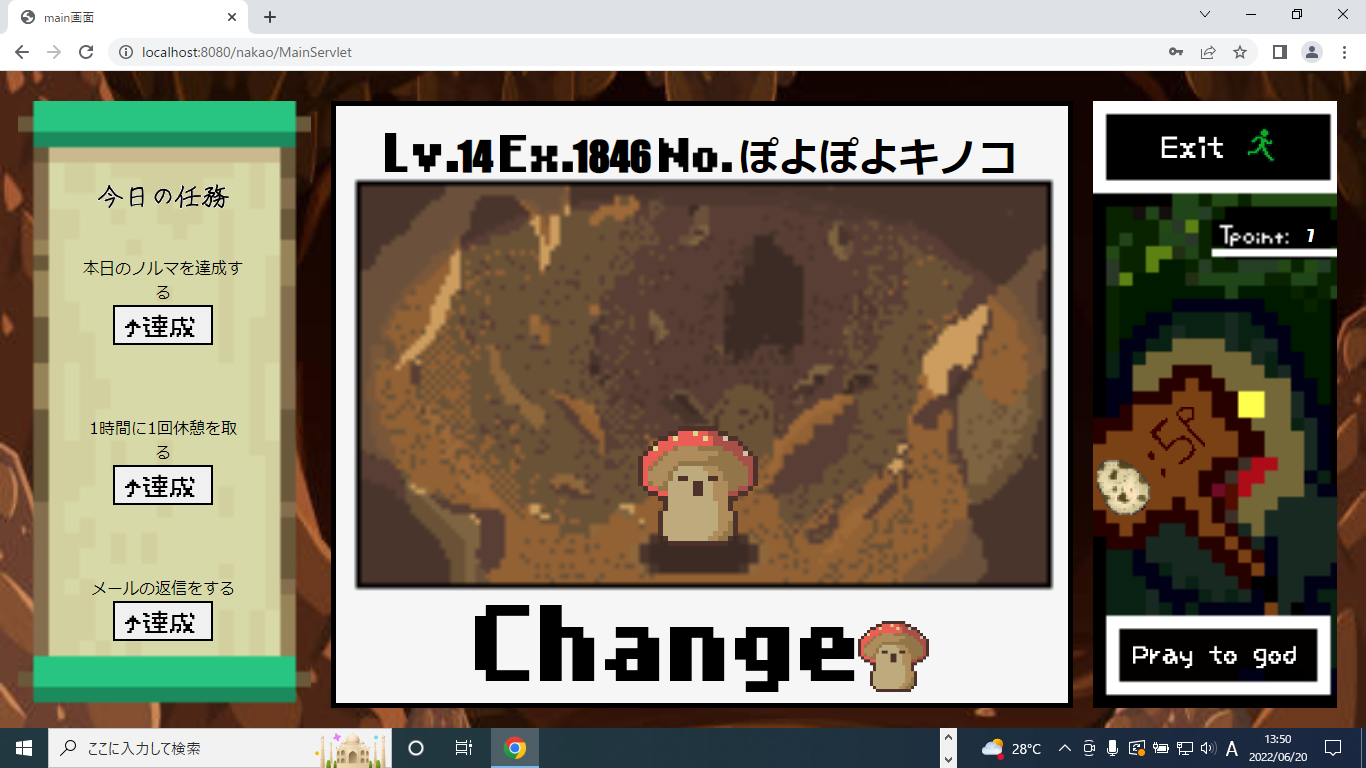 main画面
localhost:8080/nakao/MainServlet
今日の任務
本日のノルマを達成す
る
↑達成
1時間に1回休憩を取
る
↑達成
メールの返信をする
↑達成
Lv.14 Ex.1846 No.ぽよぽよキノコ
Change
Exit
Tpoint: 1
Pray to god
ここに入力して検索
28°C
A
13:50
2022/06/20